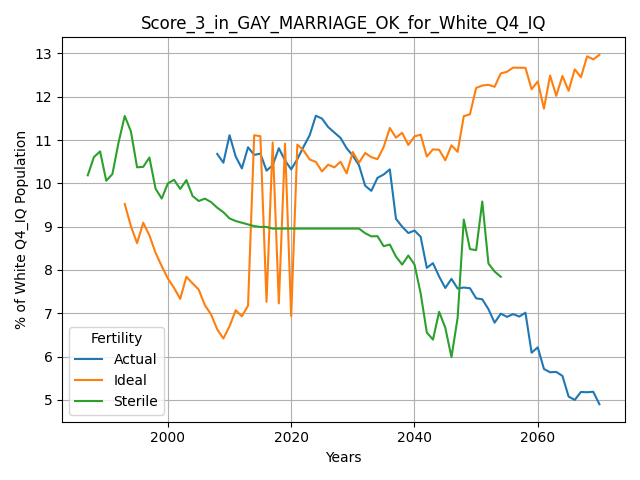 Score_3_in_GAY_MARRIAGE_OK_for_White_Q4_IQ
% of White Q4_IQ Population
13
12
11
10
9
8
7
6
5
Fertility
Actual
Ideal
Sterile
2000
2020
2040
2060
Years